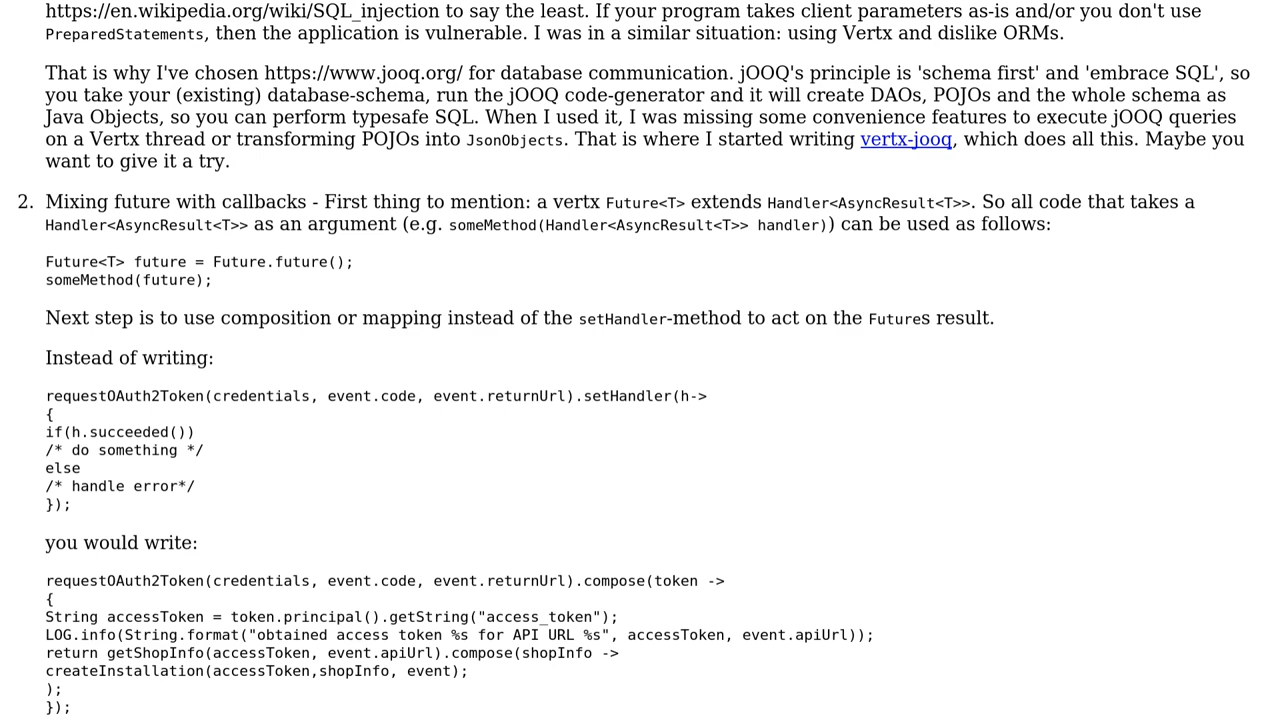 https://en.wikipedia.org/wiki/SQL_injection to say the least. If your program takes client parameters as-is and/or you don't use
PreparedStatements, then the application is vulnerable. I was in a similar situation: using Vertx and dislike ORMs.
That is why I've chosen https://www.jooq.org/ for database communication. jOOQ's principle is 'schema first' and 'embrace SQL', so
you take your (existing) database-schema, run the jOOQ code-generator and it will create DAOs, POJOs and the whole schema as
Java Objects, so you can perform typesafe SQL. When I used it, I was missing some convenience features to execute jOOQ queries
on a Vertx thread or transforming POJOs into JsonObjects. That is where I started writing vertx-jooq, which does all this. Maybe you
want to give it a try.
2. Mixing future with callbacks - First thing to mention: a vertx Future<T> extends Handler<AsyncResult<T>>. So all code that takes a
Handler<AsyncResult<T>> as an argument (e.g. someMethod(Handler<AsyncResult<T>> handler)) can be used as follows:
Future<T> future = Future.future();
someMethod(future);
Next step is to use composition or mapping instead of the setHandler-method to act on the Futures result.
Instead of writing:
requestOAuth2Token(credentials, event.code, event.returnUrl).setHandler(h->
{
if(h.succeeded())
/* do something */
else
/* handle error*/
});
you would write:
requestOAuth2Token(credentials, event.code, event.returnUrl).compose(token ->
{
String accessToken = token.principal().getString("access_token");
LOG.info(String.format("obtained access token %s for API URL %s", accessToken, event.apiUrl));
return getShopInfo(accessToken, event.apiUrl).compose(shopInfo ->
createInstallation(accessToken,shopInfo, event);
);
});